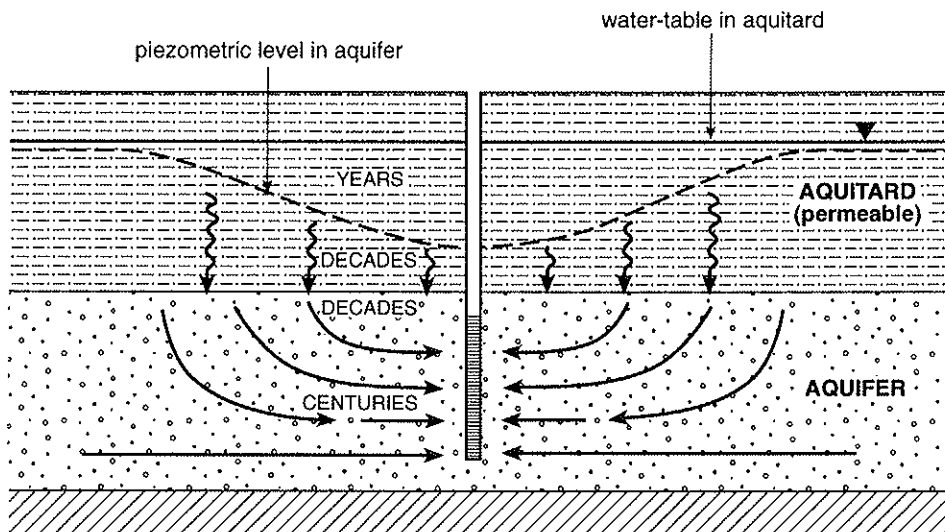 water-table in aquitard
piezometric level in aquifer
YEARS
AQUITARD
(permeable)
DECADES
DECADES
AQUIFER
CENTURIES